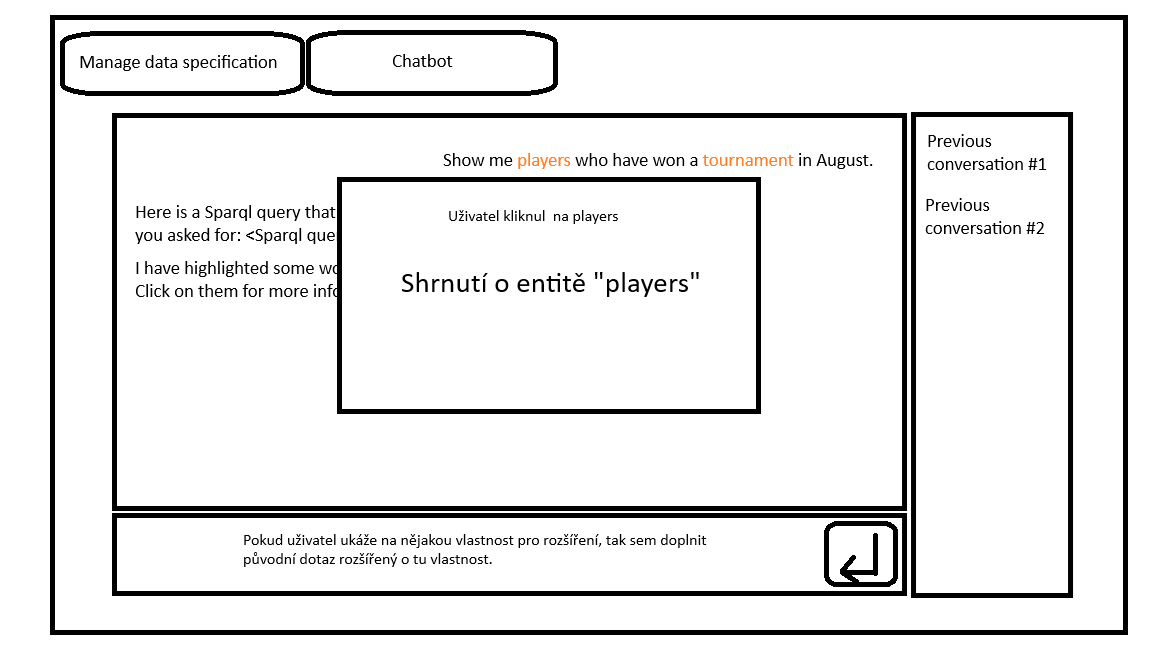 Manage data specification
Chatbot
Show me players who have won a tournament in August.
Here is a Sparql query that
you asked for: <Sparql que
I have highlighted some wo
Click on them for more info
Uživatel kliknul na players
Shrnutí o entitě "players"
Pokud uživatel ukáže na nějakou vlastnost pro rozšíření, tak sem doplnit
původní dotaz rozšířený o tu vlastnost.
Previous
conversation #1
Previous
conversation #2